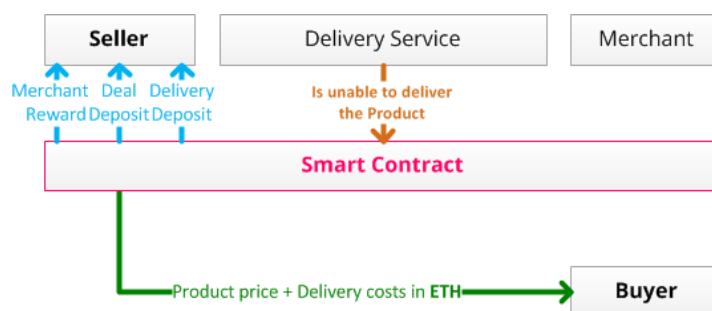 Seller
Delivery Service
Merchant
Merchant Reward
Deal Deposit
Delivery Deposit
Is unable to deliver
the Product
Smart Contract
Product price + Delivery costs in ETH
Buyer